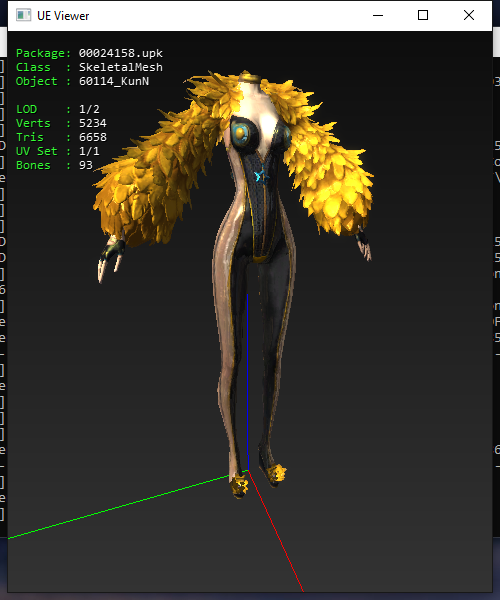 UE Viewer
Package: 00024158.upk
Class  : SkeletalMesh
Object : 60114_KunN
LOD    : 1/2
Verts  : 5234
Tris   : 6658
UV Set : 1/1
Bones  : 93